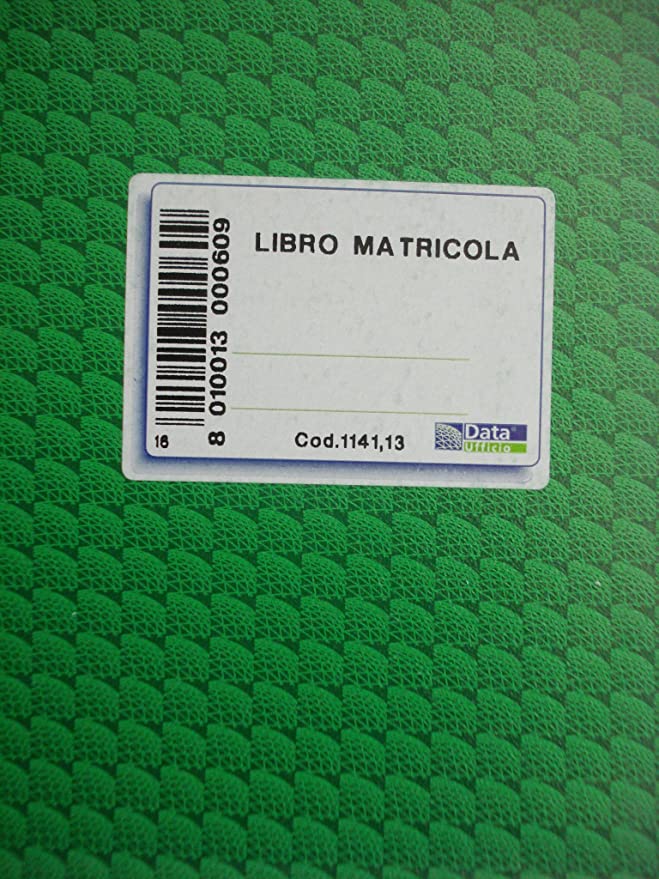 LIBRO MATRICOLA
8 010013 000609
16
Cod.1141,13
Data®
Ufficio